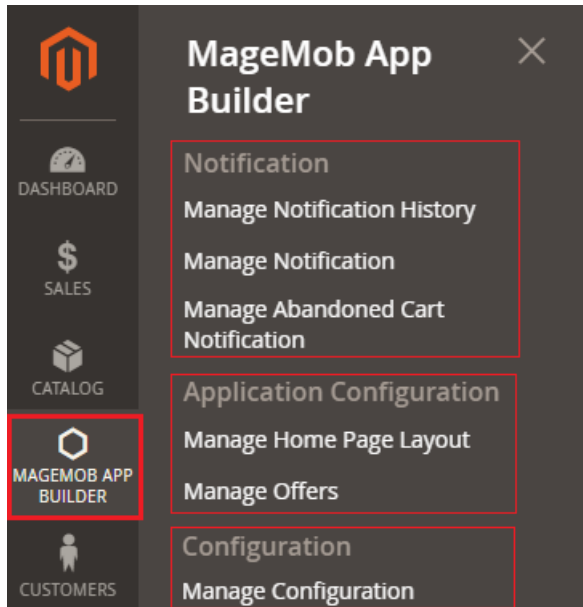 MageMob App
Builder
DASHBOARD
SALES
CATALOG
MAGEMOB APP
BUILDER
CUSTOMERS
Notification
Manage Notification History
Manage Notification
Manage Abandoned Cart
Notification
Application Configuration
Manage Home Page Layout
Manage Offers
Configuration
Manage Configuration